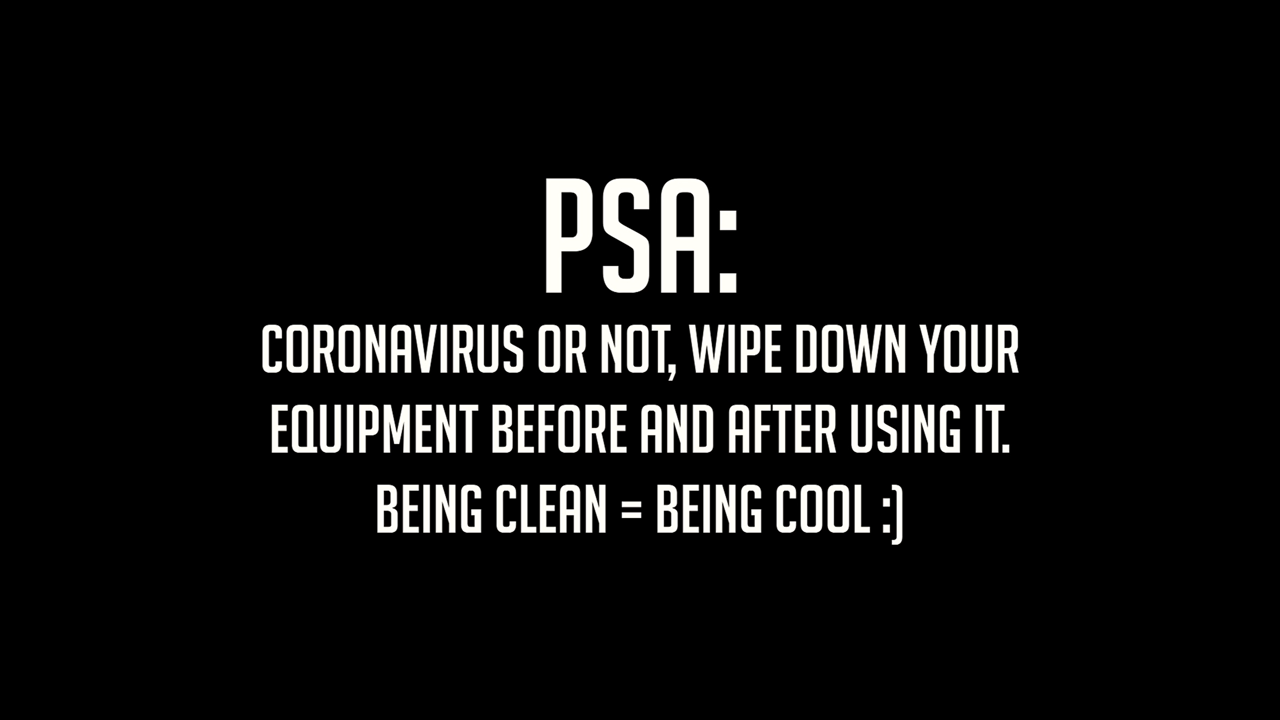 PSA:
CORONAVIRUS OR NOT, WIPE DOWN YOUR
EQUIPMENT BEFORE AND AFTER USING IT.
BEING CLEAN = BEING COOL :)